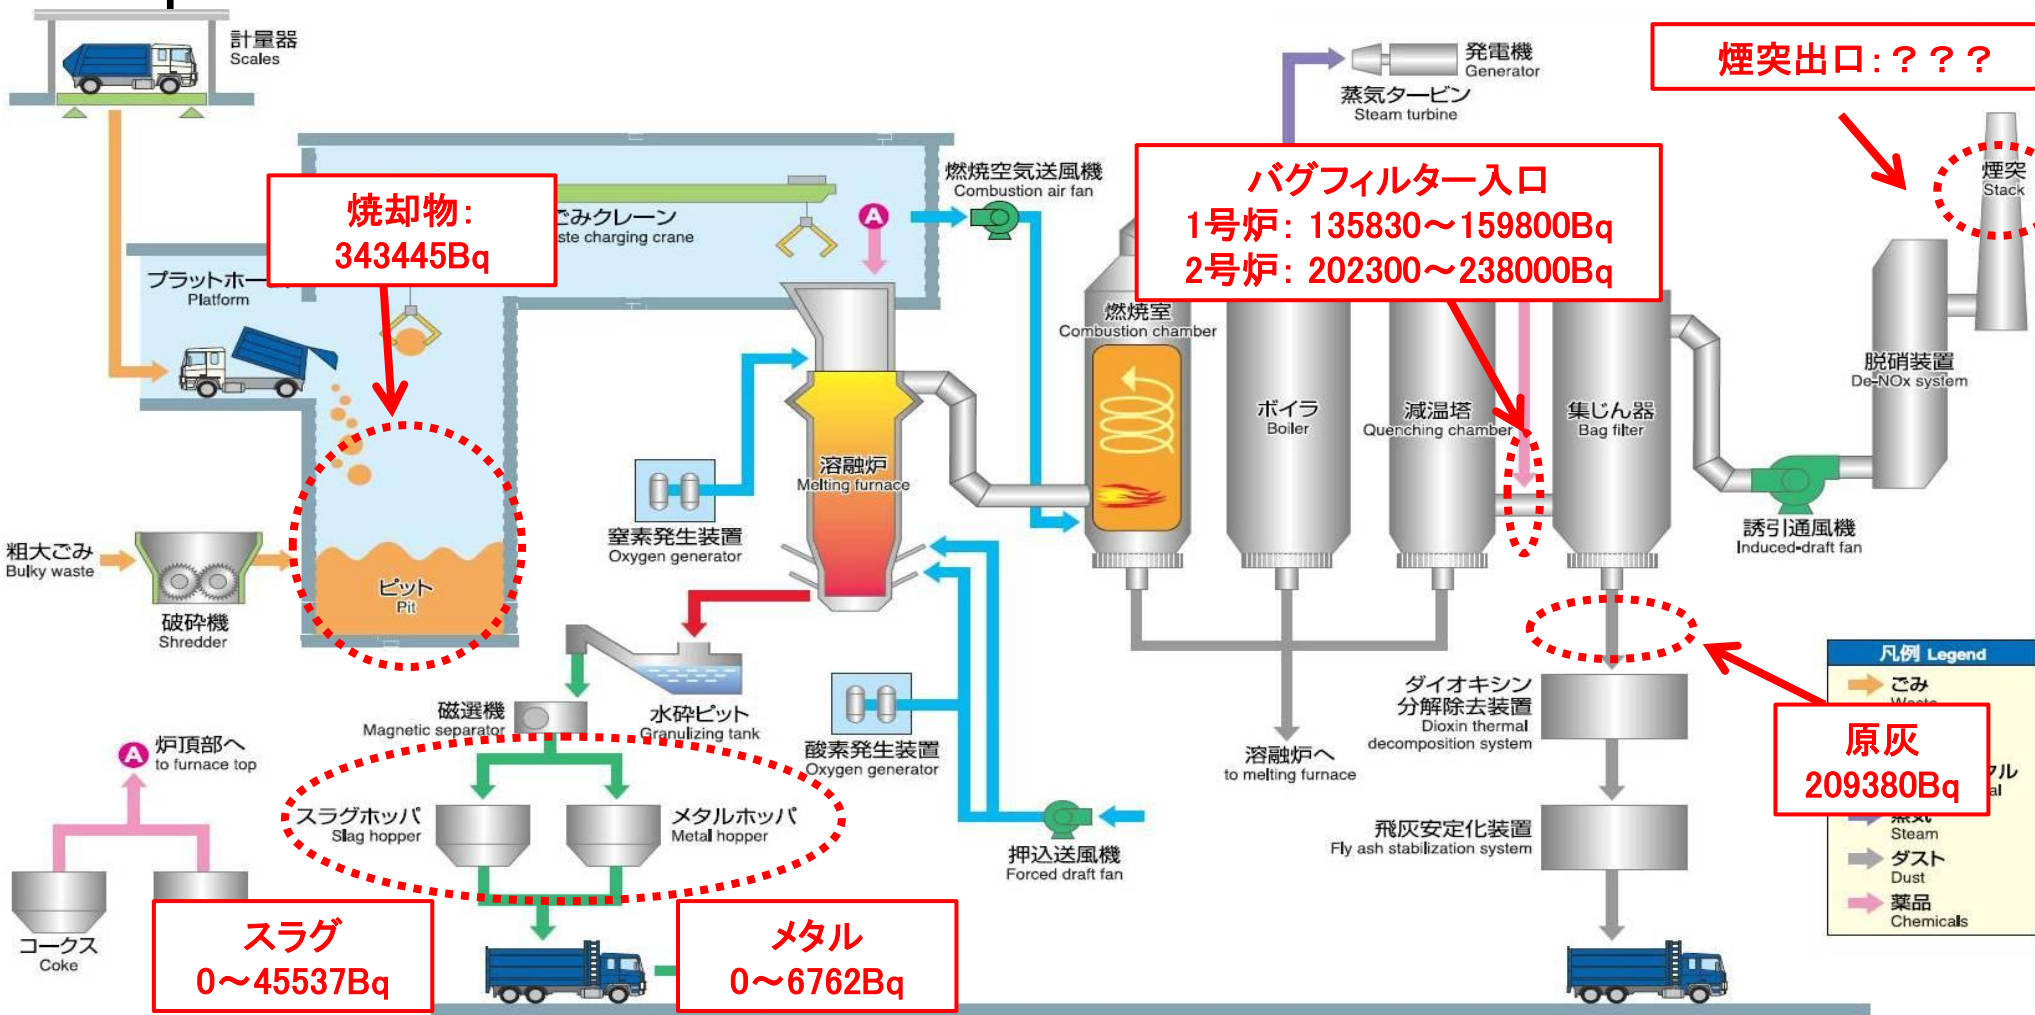 計量器
Scales
発電機
Generator
蒸気タービン
Steam turbine
煙突出口：？？？
煙突
Stack
焼却物：
343445Bq
ごみクレーン
ste charging crane
A
燃焼空気送風機
Combustion air fan
バグフィルター入口
1号炉：135830～159800Bq
2号炉：202300～238000Bq
プラットホー
Platform
燃焼室
Combustion chamber
ボイラ
Boiler
減温塔
Quenching chamber
集じん器
Bag filter
脱硝装置
De-NOx system
溶融炉
Melting furnace
窒素発生装置
Oxygen generator
誘引通風機
Induced-draft fan
粗大ごみ
Bulky waste
破砕機
Shredder
ピット
Pit
磁選機
Magnetic separator
水砕ピット
Granulizing tank
酸素発生装置
Oxygen generator
溶融炉へ
to melting furnace
ダイオキシン
分解除去装置
Dioxin thermal
decomposition system
凡例 Legend
ごみ
Waste
原灰
209380Bq
ル
al
蒸気
Steam
ダスト
Dust
薬品
Chemicals
A
炉頂部へ
to furnace top
スラグホッパ
Slag hopper
メタルホッパ
Metal hopper
押込送風機
Forced draft fan
飛灰安定化装置
Fly ash stabilization system
コークス
Coke
スラグ
0～45537Bq
メタル
0～6762Bq